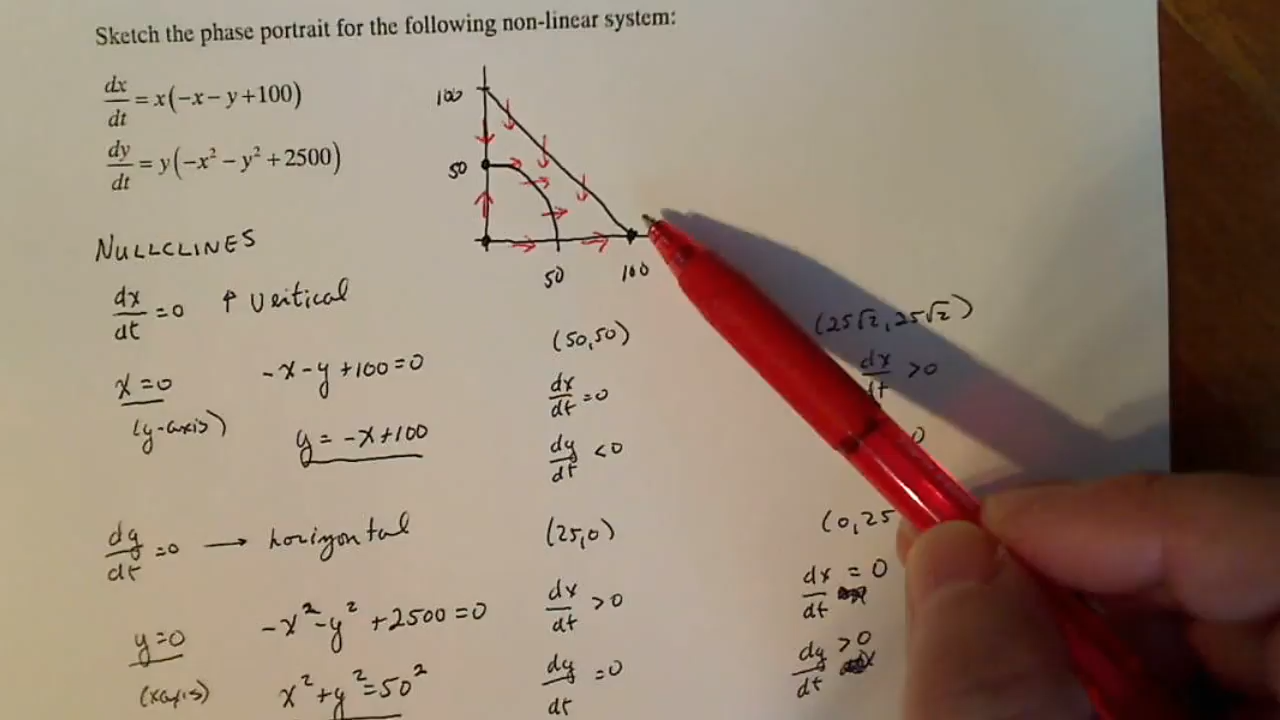 Sketch the phase portrait for the following non-linear system:
dx/dt = x(-x - y + 100)
dy/dt = y(-x² - y² + 2500)
100
50
50
100
NULLCLINES
dx/dt = 0 ↑ vertical
x = 0
(y-axis)
-x - y + 100 = 0
y = -x + 100
dy/dt = 0 → horizontal
y = 0
(x axis)
-x² - y² + 2500 = 0
x² + y² = 50²
(50, 50)
dx/dt = 0
dy/dt < 0
(25, 0)
dx/dt > 0
dy/dt = 0
(25√2, 25√2)
dx/dt > 0
0
(0, 25
dx/dt = 0
dy/dt > 0